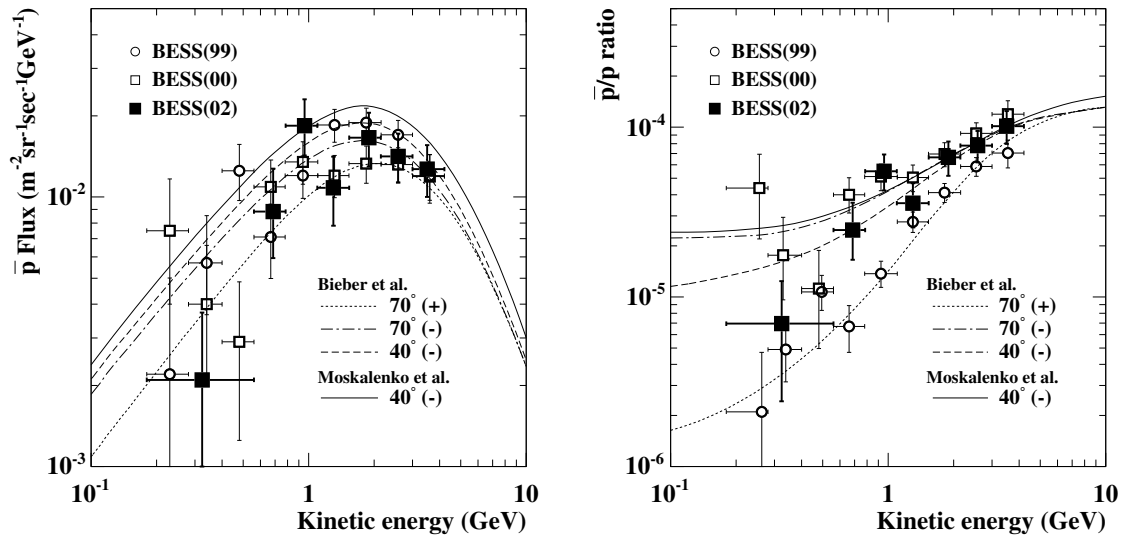 p̅ Flux (m⁻²sr⁻¹sec⁻¹GeV⁻¹)
BESS(99)
BESS(00)
BESS(02)
10⁻²
10⁻³
Bieber et al.
70° (+)
70° (-)
40° (-)
Moskalenko et al.
40° (-)
10⁻¹ 1 10
Kinetic energy (GeV)
p̅/p ratio
BESS(99)
BESS(00)
BESS(02)
10⁻⁴
10⁻⁵
10⁻⁶
Bieber et al.
70° (+)
70° (-)
40° (-)
Moskalenko et al.
40° (-)
10⁻¹ 1 10
Kinetic energy (GeV)